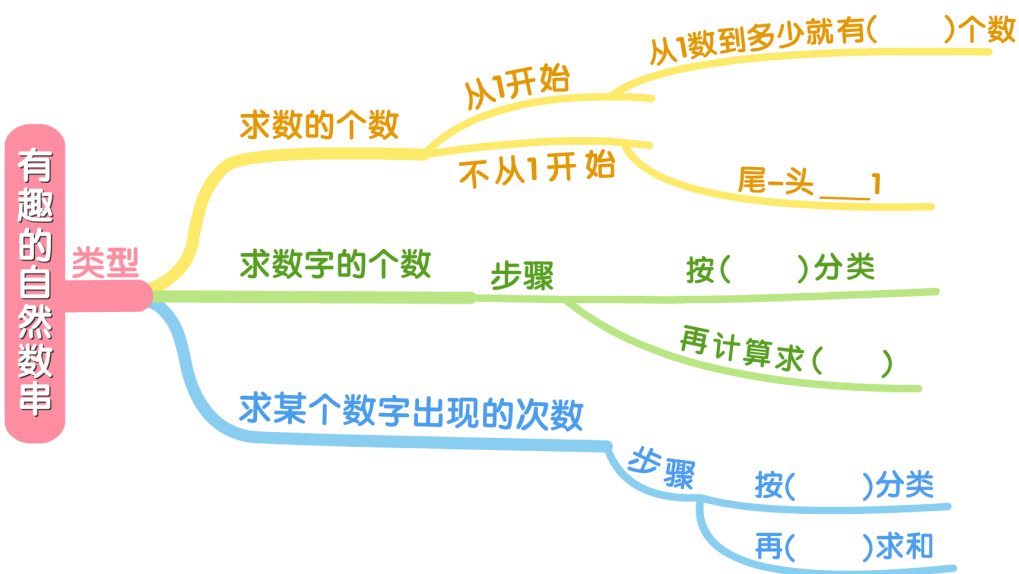 有趣的自然数串
类型
求数的个数
从1开始
从1数到多少就有(  )个数
不从1开始
尾-头___1
求数字的个数
步骤
按(  )分类
再计算求(  )
求某个数字出现的次数
步骤
按(  )分类
再(  )求和